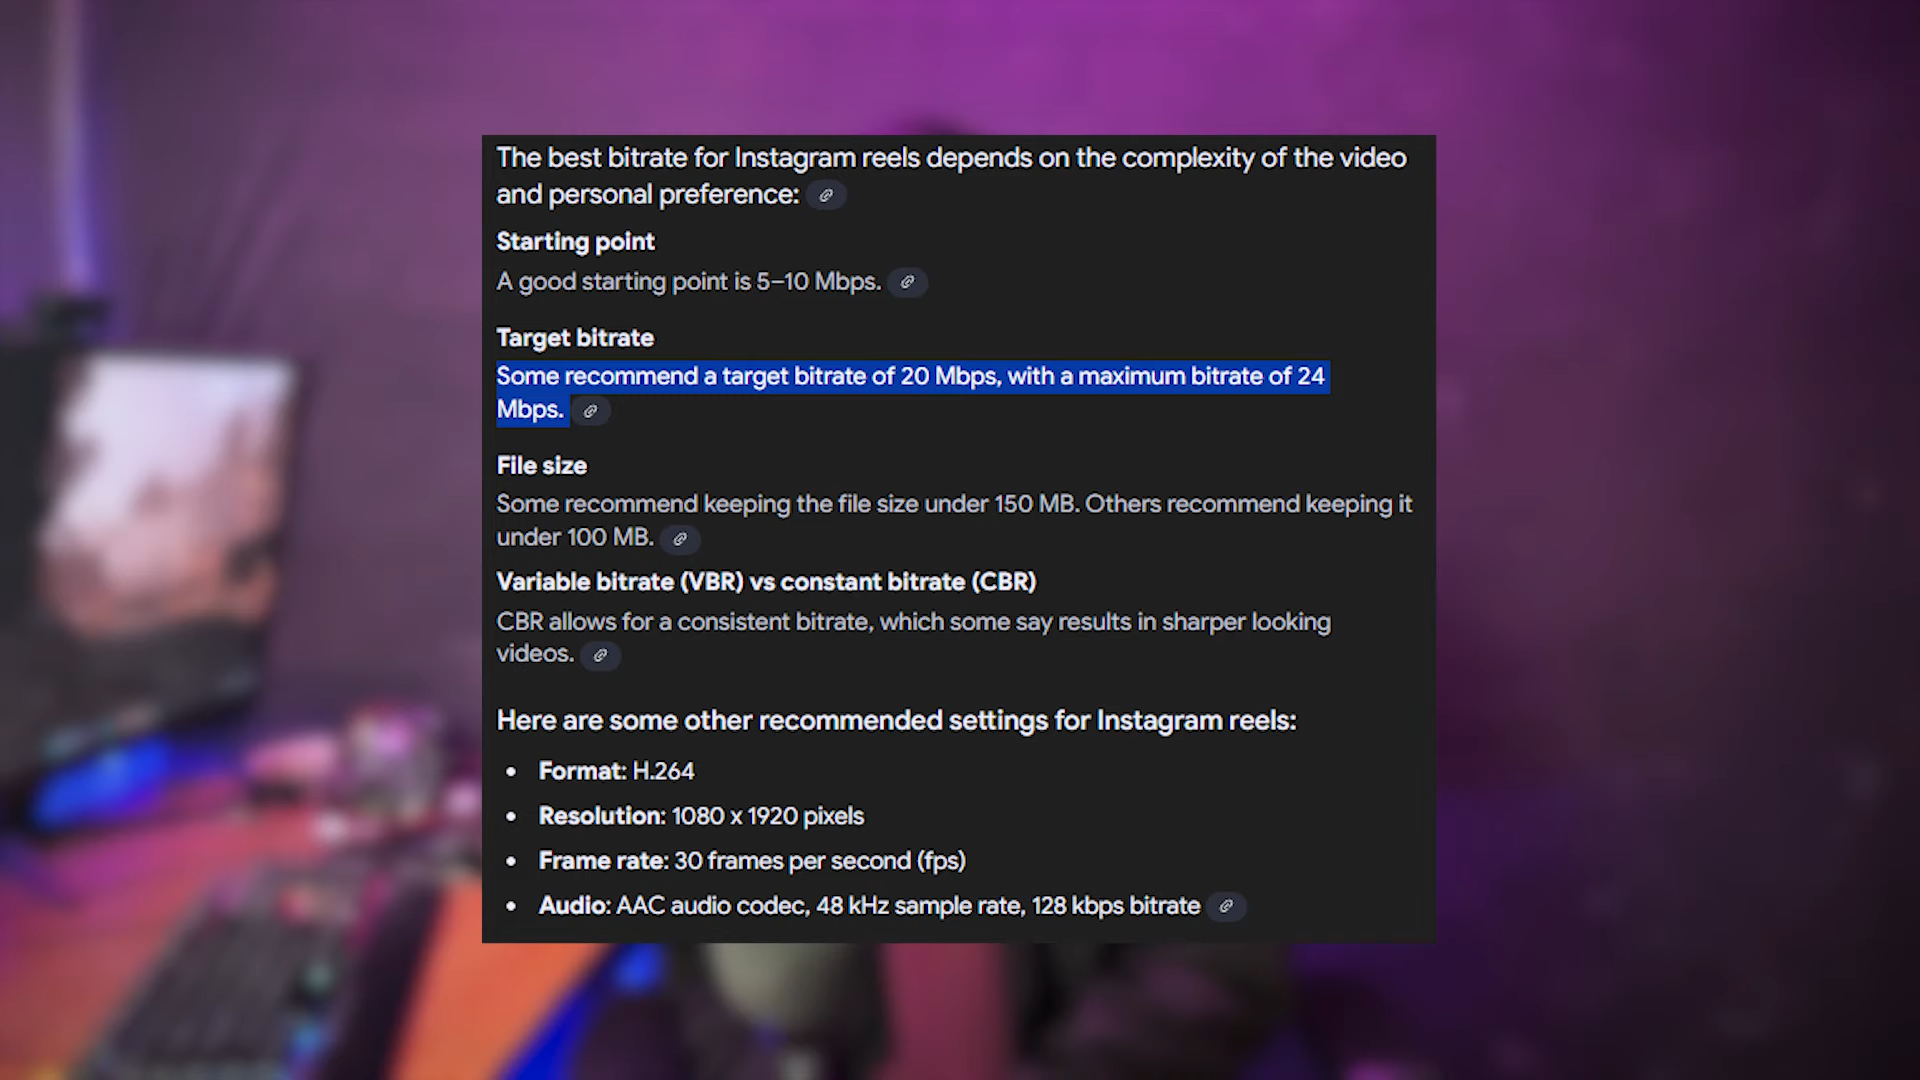 The best bitrate for Instagram reels depends on the complexity of the video
and personal preference:
Starting point
A good starting point is 5–10 Mbps.
Target bitrate
Some recommend a target bitrate of 20 Mbps, with a maximum bitrate of 24
Mbps.
File size
Some recommend keeping the file size under 150 MB. Others recommend keeping it
under 100 MB.
Variable bitrate (VBR) vs constant bitrate (CBR)
CBR allows for a consistent bitrate, which some say results in sharper looking
videos.
Here are some other recommended settings for Instagram reels:
• Format: H.264
• Resolution: 1080 x 1920 pixels
• Frame rate: 30 frames per second (fps)
• Audio: AAC audio codec, 48 kHz sample rate, 128 kbps bitrate